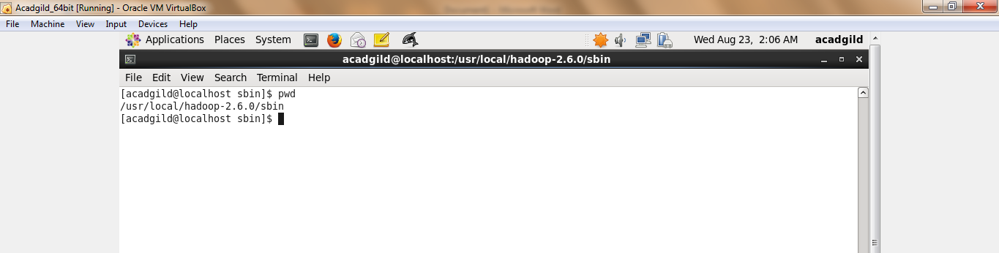 Acadgild_64bit [Running] - Oracle VM VirtualBox
File Machine View Input Devices Help
Applications Places System Wed Aug 23, 2:06 AM acadgild
acadgild@localhost:/usr/local/hadoop-2.6.0/sbin
File Edit View Search Terminal Help
[acadgild@localhost sbin]$ pwd
/usr/local/hadoop-2.6.0/sbin
[acadgild@localhost sbin]$